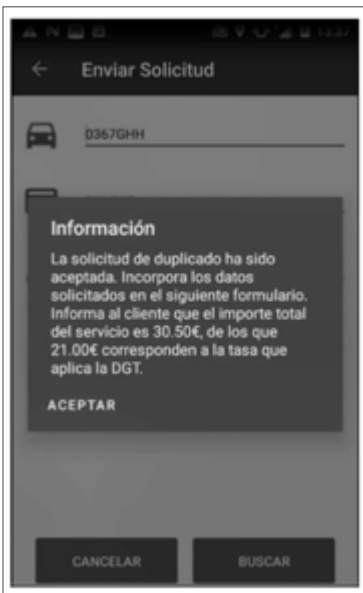 13:37
Enviar Solicitud
0367GHH
Información
La solicitud de duplicado ha sido
aceptada. Incorpora los datos
solicitados en el siguiente formulario.
Informa al cliente que el importe total
del servicio es 30.50€, de los que
21.00€ corresponden a la tasa que
aplica la DGT.
ACEPTAR
CANCELAR BUSCAR